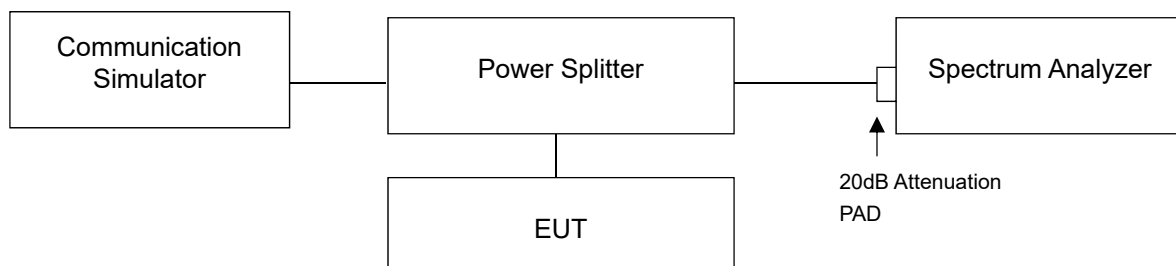 Communication
Simulator
Power Splitter
Spectrum Analyzer
20dB Attenuation
PAD
EUT